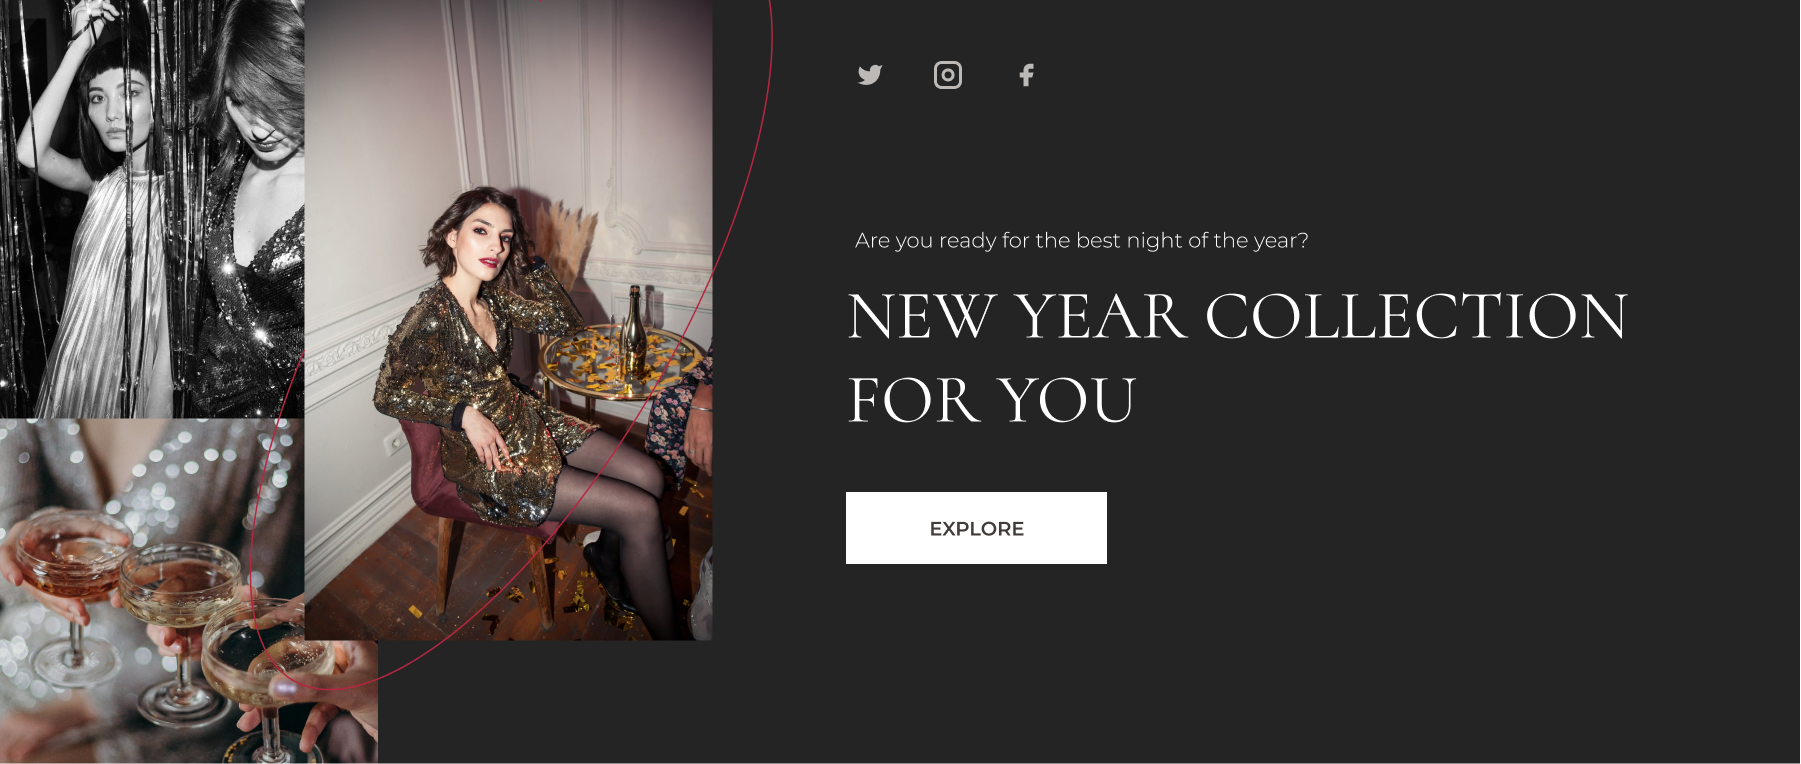 Are you ready for the best night of the year?
NEW YEAR COLLECTION
FOR YOU
EXPLORE